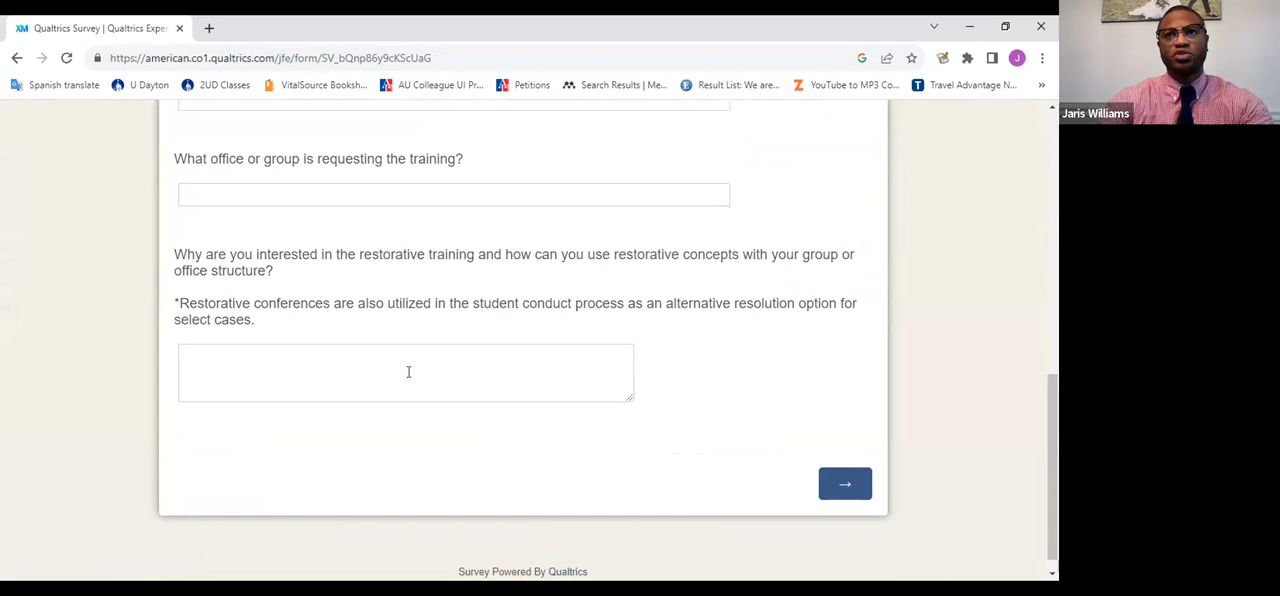 XM Qualtrics Survey | Qualtrics Exper
https://american.co1.qualtrics.com/jfe/form/SV_bQnp86y9cKScUaG
J
Spanish translate
U Dayton
2UD Classes
VitalSource Booksh...
AU Colleague UI Pr...
Petitions
Search Results | Me...
Result List: We are...
YouTube to MP3 Co...
Travel Advantage N...
Jaris Williams
What office or group is requesting the training?
Why are you interested in the restorative training and how can you use restorative concepts with your group or
office structure?
*Restorative conferences are also utilized in the student conduct process as an alternative resolution option for
select cases.
→
Survey Powered By Qualtrics